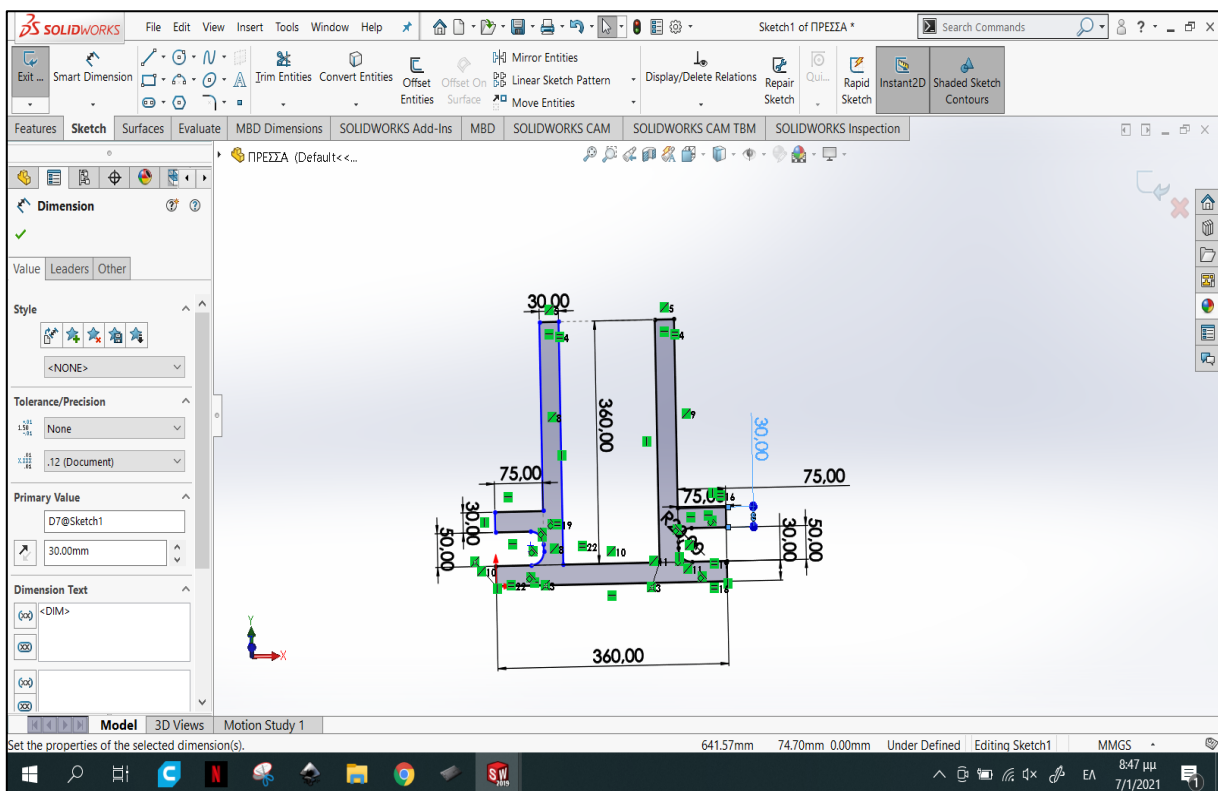 SOLIDWORKS File Edit View Insert Tools Window Help Sketch1 of ΠΡΕΣΣΑ * Search Commands
Exit ... Smart Dimension Trim Entities Convert Entities Offset Entities Offset On Surface Mirror Entities Linear Sketch Pattern Move Entities Display/Delete Relations Repair Sketch Qui... Rapid Sketch Instant2D Shaded Sketch Contours
Features Sketch Surfaces Evaluate MBD Dimensions SOLIDWORKS Add-Ins MBD SOLIDWORKS CAM SOLIDWORKS CAM TBM SOLIDWORKS Inspection
ΠΡΕΣΣΑ (Default<<...
Dimension
Value Leaders Other
Style
<NONE>
Tolerance/Precision
None
.12 (Document)
Primary Value
D7@Sketch1
30.00mm
Dimension Text
<DIM>
30,00
360,00
30,00
75,00
75,00
30,00
50,00
30,00
50,00
360,00
Y
X
Model 3D Views Motion Study 1
Set the properties of the selected dimension(s). 641.57mm 74.70mm 0.00mm Under Defined Editing Sketch1 MMGS
SW 2019
ΕΛ
8:47 μμ
7/1/2021
1